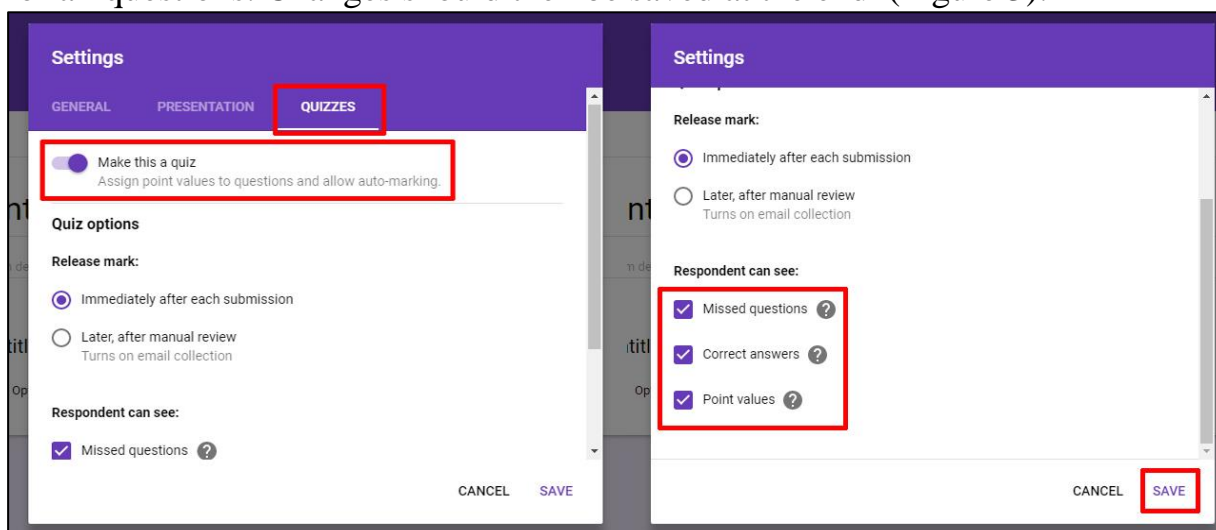 Settings
GENERAL PRESENTATION QUIZZES
Make this a quiz
Assign point values to questions and allow auto-marking.
Quiz options
Release mark:
Immediately after each submission
Later, after manual review
Turns on email collection
Respondent can see:
Missed questions
CANCEL SAVE
Settings
Release mark:
Immediately after each submission
Later, after manual review
Turns on email collection
Respondent can see:
Missed questions
Correct answers
Point values
CANCEL SAVE